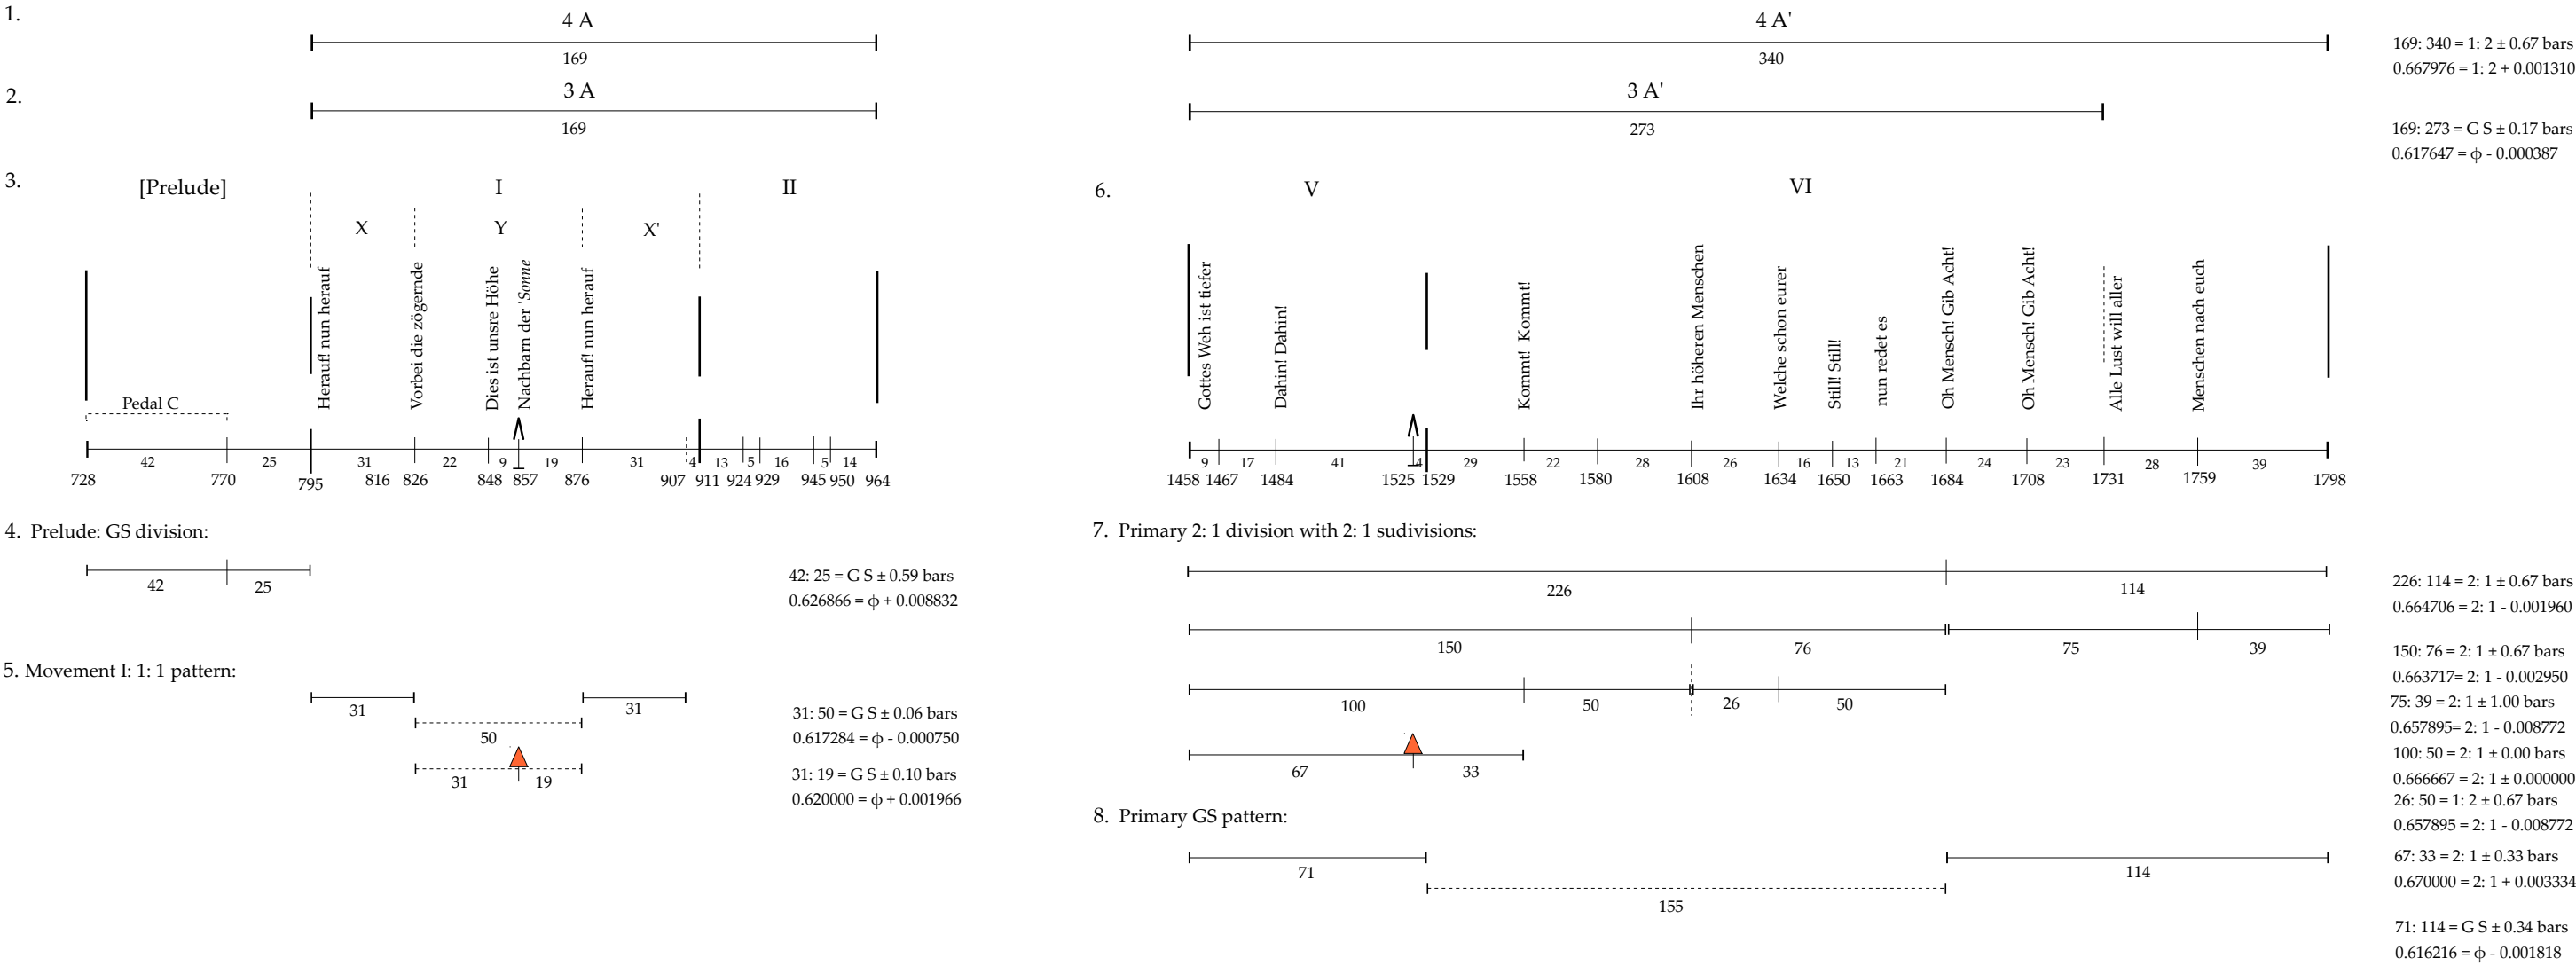 1.
4 A
169
4 A'
340
169: 340 = 1: 2 ± 0.67 bars
0.667976 = 1: 2 + 0.001310
2.
3 A
169
3 A'
273
169: 273 = G S ± 0.17 bars
0.617647 = ϕ - 0.000387
3.
[Prelude]
I
II
X
Y
X'
Herauf! nun herauf
Vorbei die zögernde
Dies ist unsre Höhe
Nachbarn der 'Sonne
Herauf! nun herauf
Pedal C
42 25 31 22 9 19 31 4 13 5 16 5 14
728 770 795 816 826 848 857 876 907 911 924 929 945 950 964
4. Prelude: GS division:
42 25
42: 25 = G S ± 0.59 bars
0.626866 = ϕ + 0.008832
5. Movement I: 1: 1 pattern:
31 31
50
31 19
31: 50 = G S ± 0.06 bars
0.617284 = ϕ - 0.000750
31: 19 = G S ± 0.10 bars
0.620000 = ϕ + 0.001966
6.
V
VI
Gottes Weh ist tiefer
Dahin! Dahin!
Kommt! Kommt!
Ihr höheren Menschen
Welche schon eurer
Still! Still!
nun redet es
Oh Mensch! Gib Acht!
Oh Mensch! Gib Acht!
Alle Lust will aller
Menschen nach euch
9 17 41 4 29 22 28 26 16 13 21 24 23 28 39
1458 1467 1484 1525 1529 1558 1580 1608 1634 1650 1663 1684 1708 1731 1759 1798
7. Primary 2: 1 division with 2: 1 sudivisions:
226 114
150 76 75 39
100 50 26 50
67 33
226: 114 = 2: 1 ± 0.67 bars
0.664706 = 2: 1 - 0.001960
150: 76 = 2: 1 ± 0.67 bars
0.663717= 2: 1 - 0.002950
75: 39 = 2: 1 ± 1.00 bars
0.657895= 2: 1 - 0.008772
100: 50 = 2: 1 ± 0.00 bars
0.666667 = 2: 1 ± 0.000000
26: 50 = 1: 2 ± 0.67 bars
0.657895 = 2: 1 - 0.008772
67: 33 = 2: 1 ± 0.33 bars
0.670000 = 2: 1 + 0.003334
8. Primary GS pattern:
71 114
155
71: 114 = G S ± 0.34 bars
0.616216 = ϕ - 0.001818